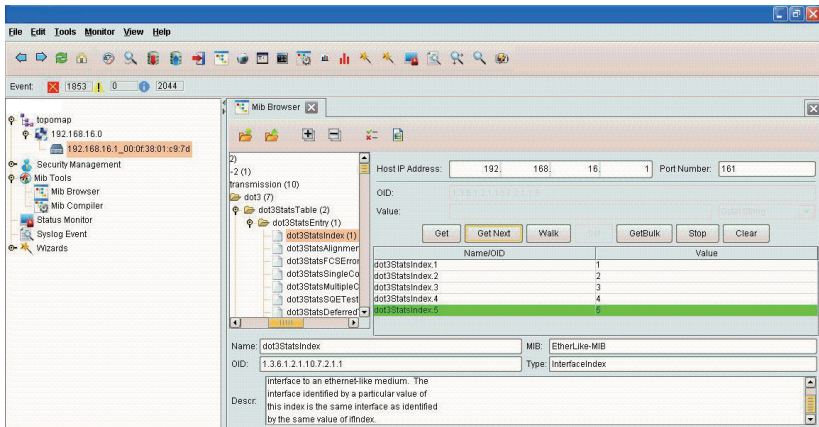 File Edit Tools Monitor View Help
Event: 1853 0 2044
topomap
192.168.16.0
192.168.16.1_00:0f:38:01:c9:7d
Security Management
Mib Tools
Mib Browser
Mib Compiler
Status Monitor
Syslog Event
Wizards
Mib Browser
2)
-2 (1)
transmission (10)
dot3 (7)
dot3StatsTable (2)
dot3StatsEntry (1)
dot3StatsIndex (1)
dot3StatsAlignmer
dot3StatsFCSError
dot3StatsSingleCo
dot3StatsMultipleC
dot3StatsSQETest
dot3StatsDeferred
Host IP Address: 192. 168. 16. 1 Port Number: 161
OID:
Value:
Get Get Next Walk GetBulk Stop Clear
Name/OID Value
dot3StatsIndex.1 1
dot3StatsIndex.2 2
dot3StatsIndex.3 3
dot3StatsIndex.4 4
dot3StatsIndex.5 5
Name: dot3StatsIndex MIB: EtherLike-MIB
OID: 1.3.6.1.2.1.10.7.2.1.1 Type: InterfaceIndex
Descr: interface to an ethernet-like medium. The
interface identified by a particular value of
this index is the same interface as identified
by the same value of ifIndex.